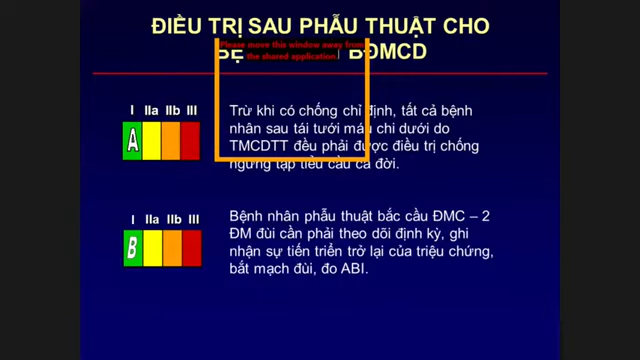 ĐIỀU TRỊ SAU PHẪU THUẬT CHO
BỆ BĐMCD
Please move this window away from
the shared application
I IIa IIb III
A
Trừ khi có chống chỉ định, tất cả bệnh
nhân sau tái tưới máu chi dưới do
TMCDTT đều phải được điều trị chống
ngưng tập tiểu cầu cả đời.
I IIa IIb III
B
Bệnh nhân phẫu thuật bắc cầu ĐMC – 2
ĐM đùi cần phải theo dõi định kỳ, ghi
nhận sự tiến triển trở lại của triệu chứng,
bắt mạch đùi, đo ABI.